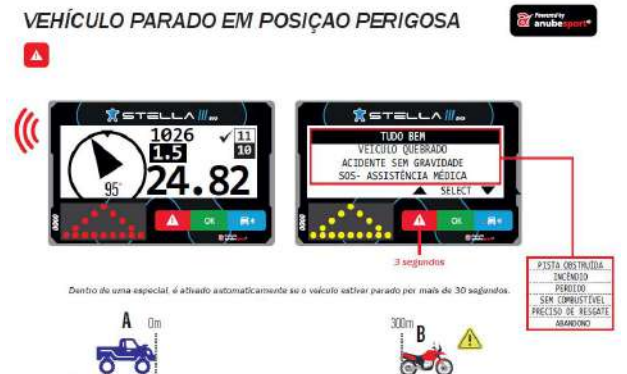 VEHÍCULO PARADO EM POSIÇAO PERIGOSA
Powered by
anubesport
STELLA III
1026 ✓ 11
1.5 10
95° 24.82
OK
STELLA III
TUDO BEM
VEICULO QUEBRADO
ACIDENTE SEM GRAVIDADE
SOS- ASSISTÊNCIA MÉDICA
SELECT
OK
3 segundos
PISTA OBSTRUÍDA
INCÊNDIO
PERDIDO
SEM COMBUSTÍVEL
PRECISO DE RESGATE
ABANDONO
Dentro de uma especial, é ativado automaticamente se o veículo estiver parado por mais de 30 segundos.
A 0m
300m B